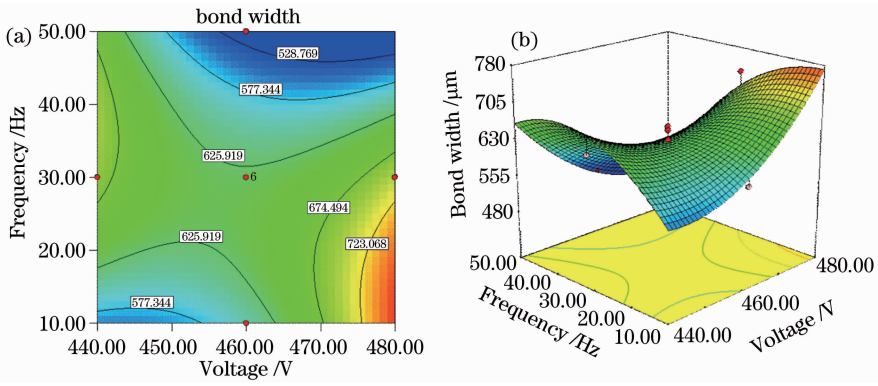 (a)
bond width
50.00
40.00
30.00
20.00
10.00
Frequency /Hz
528.769
577.344
625.919
6
674.494
625.919
723.068
577.344
440.00 450.00 460.00 470.00 480.00
Voltage /V
(b)
780
705
630
555
480
Bond width /μm
50.00
40.00
30.00
20.00
10.00
Frequency /Hz
480.00
460.00
440.00
Voltage /V